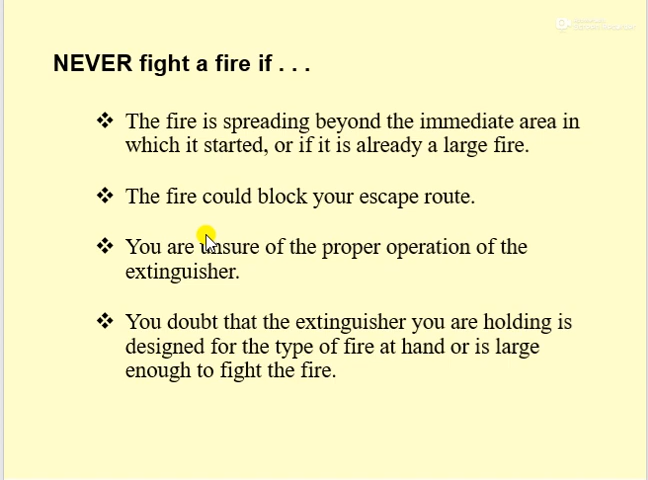 NEVER fight a fire if . . .
❖ The fire is spreading beyond the immediate area in
which it started, or if it is already a large fire.
❖ The fire could block your escape route.
❖ You are unsure of the proper operation of the
extinguisher.
❖ You doubt that the extinguisher you are holding is
designed for the type of fire at hand or is large
enough to fight the fire.